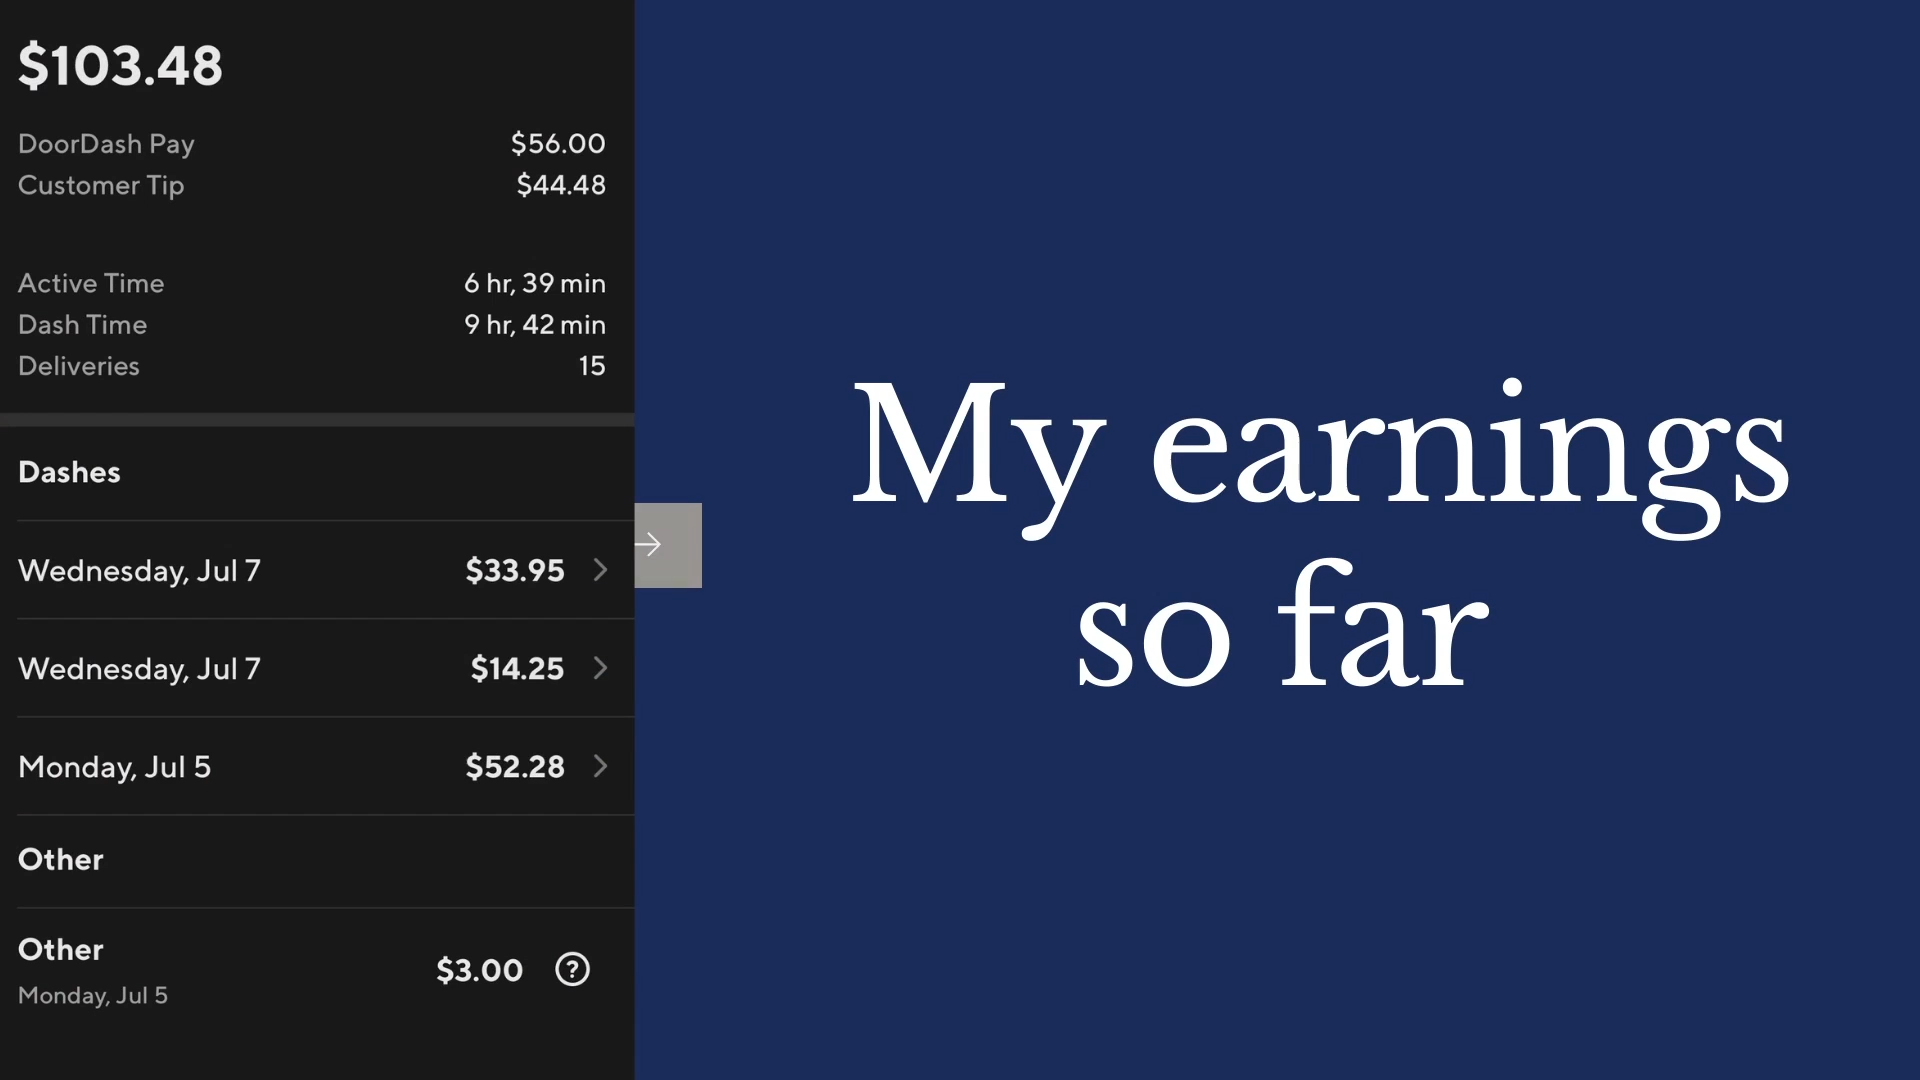 $103.48
DoorDash Pay $56.00
Customer Tip $44.48
Active Time 6 hr, 39 min
Dash Time 9 hr, 42 min
Deliveries 15
Dashes
Wednesday, Jul 7 $33.95
Wednesday, Jul 7 $14.25
Monday, Jul 5 $52.28
Other
Other $3.00
Monday, Jul 5
My earnings
so far